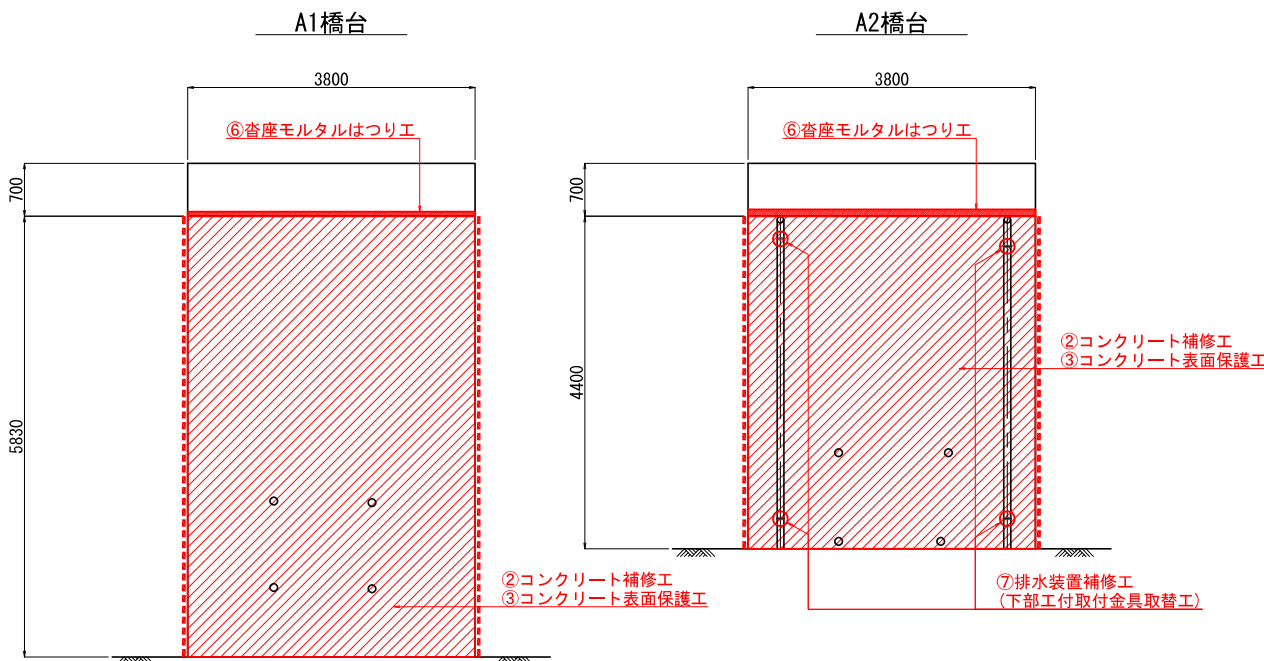 A1橋台
3800
⑥沓座モルタルはつり工
700
5830
②コンクリート補修工
③コンクリート表面保護工
A2橋台
3800
⑥沓座モルタルはつり工
700
4400
②コンクリート補修工
③コンクリート表面保護工
⑦排水装置補修工
(下部工付取付金具取替工)